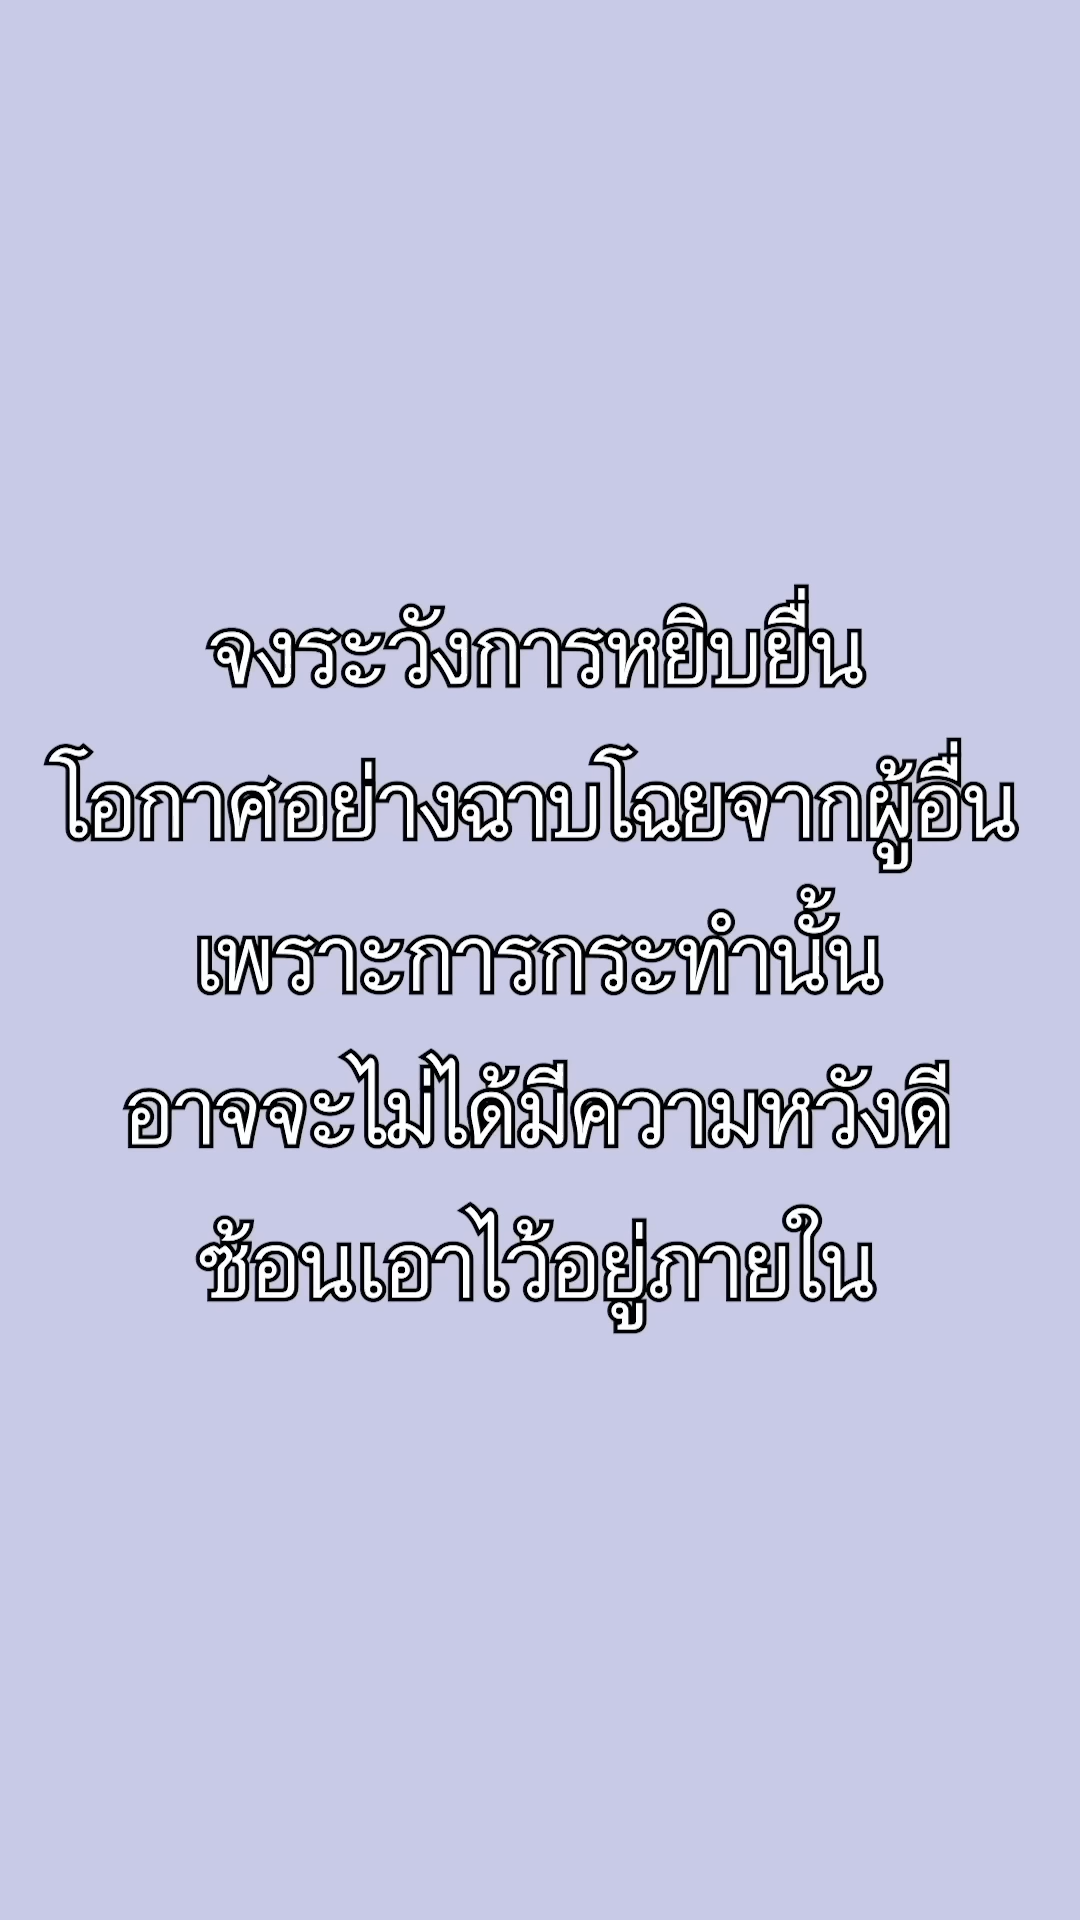 จงระวังการหยิบยื่น
โอกาศอย่างฉาบโฉยจากผู้อื่น
เพราะการกระทำนั้น
อาจจะไม่ได้มีความหวังดี
ซ้อนเอาไว้อยู่ภายใน